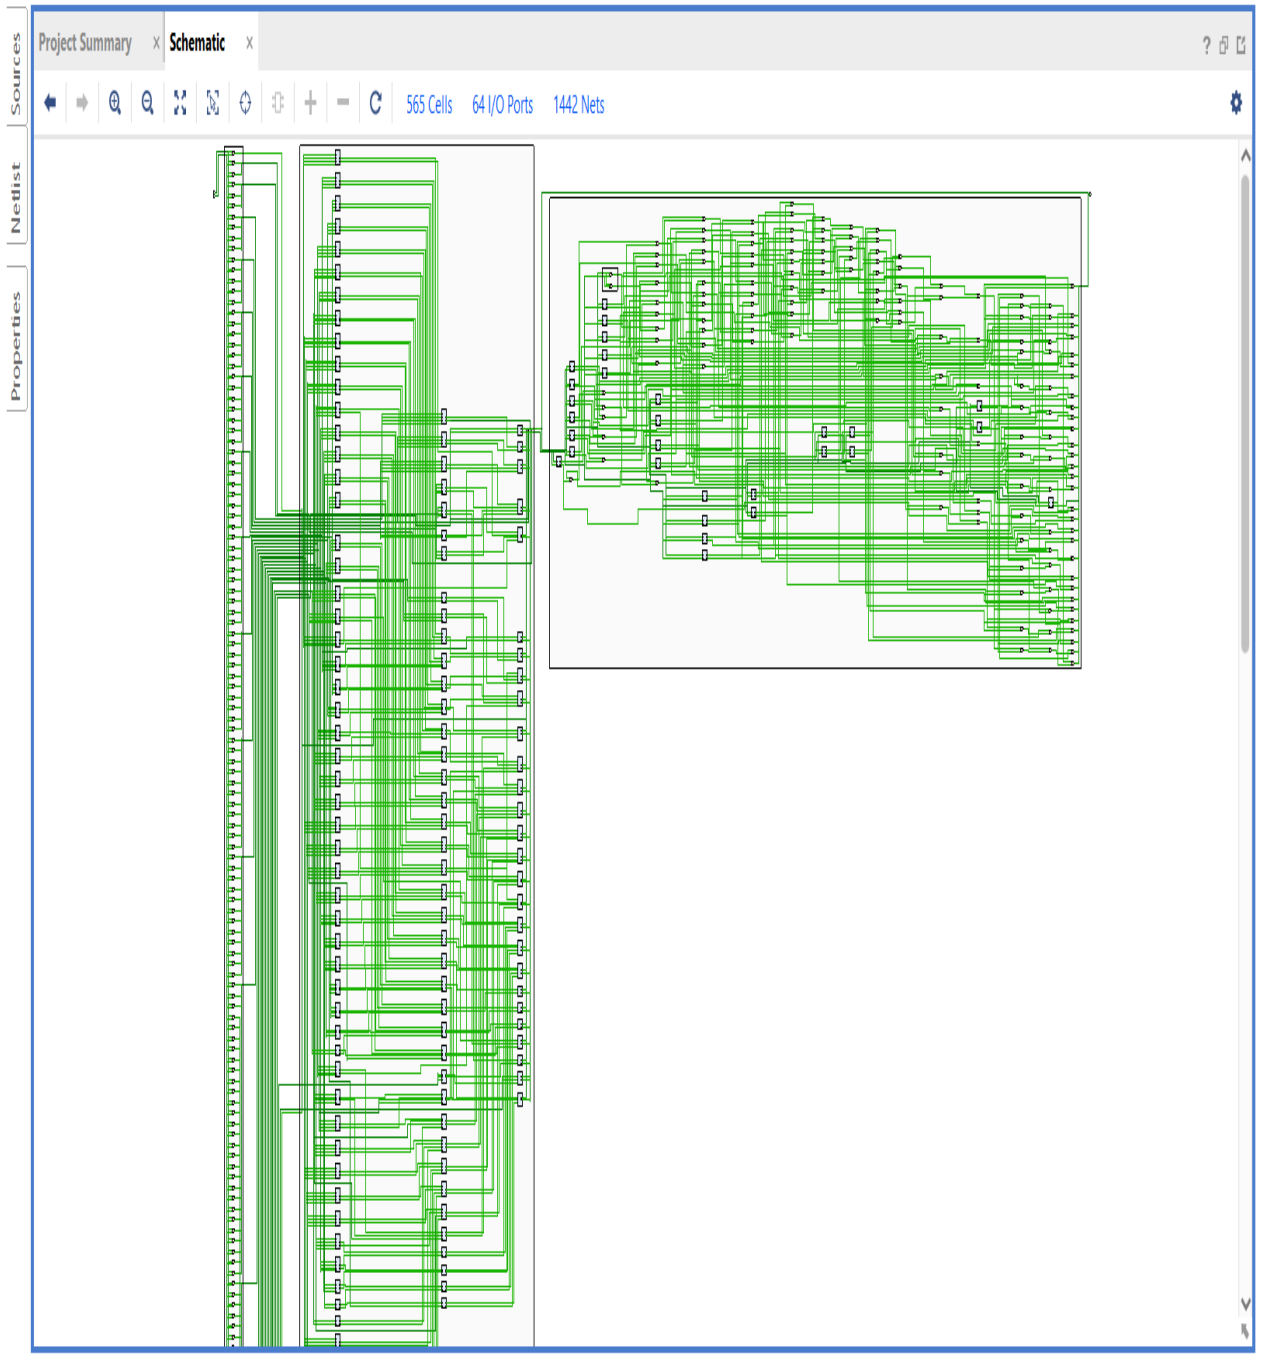 Project Summary × Schematic ×
?
565 Cells 64 I/O Ports 1442 Nets
Sources
Netlist
Properties